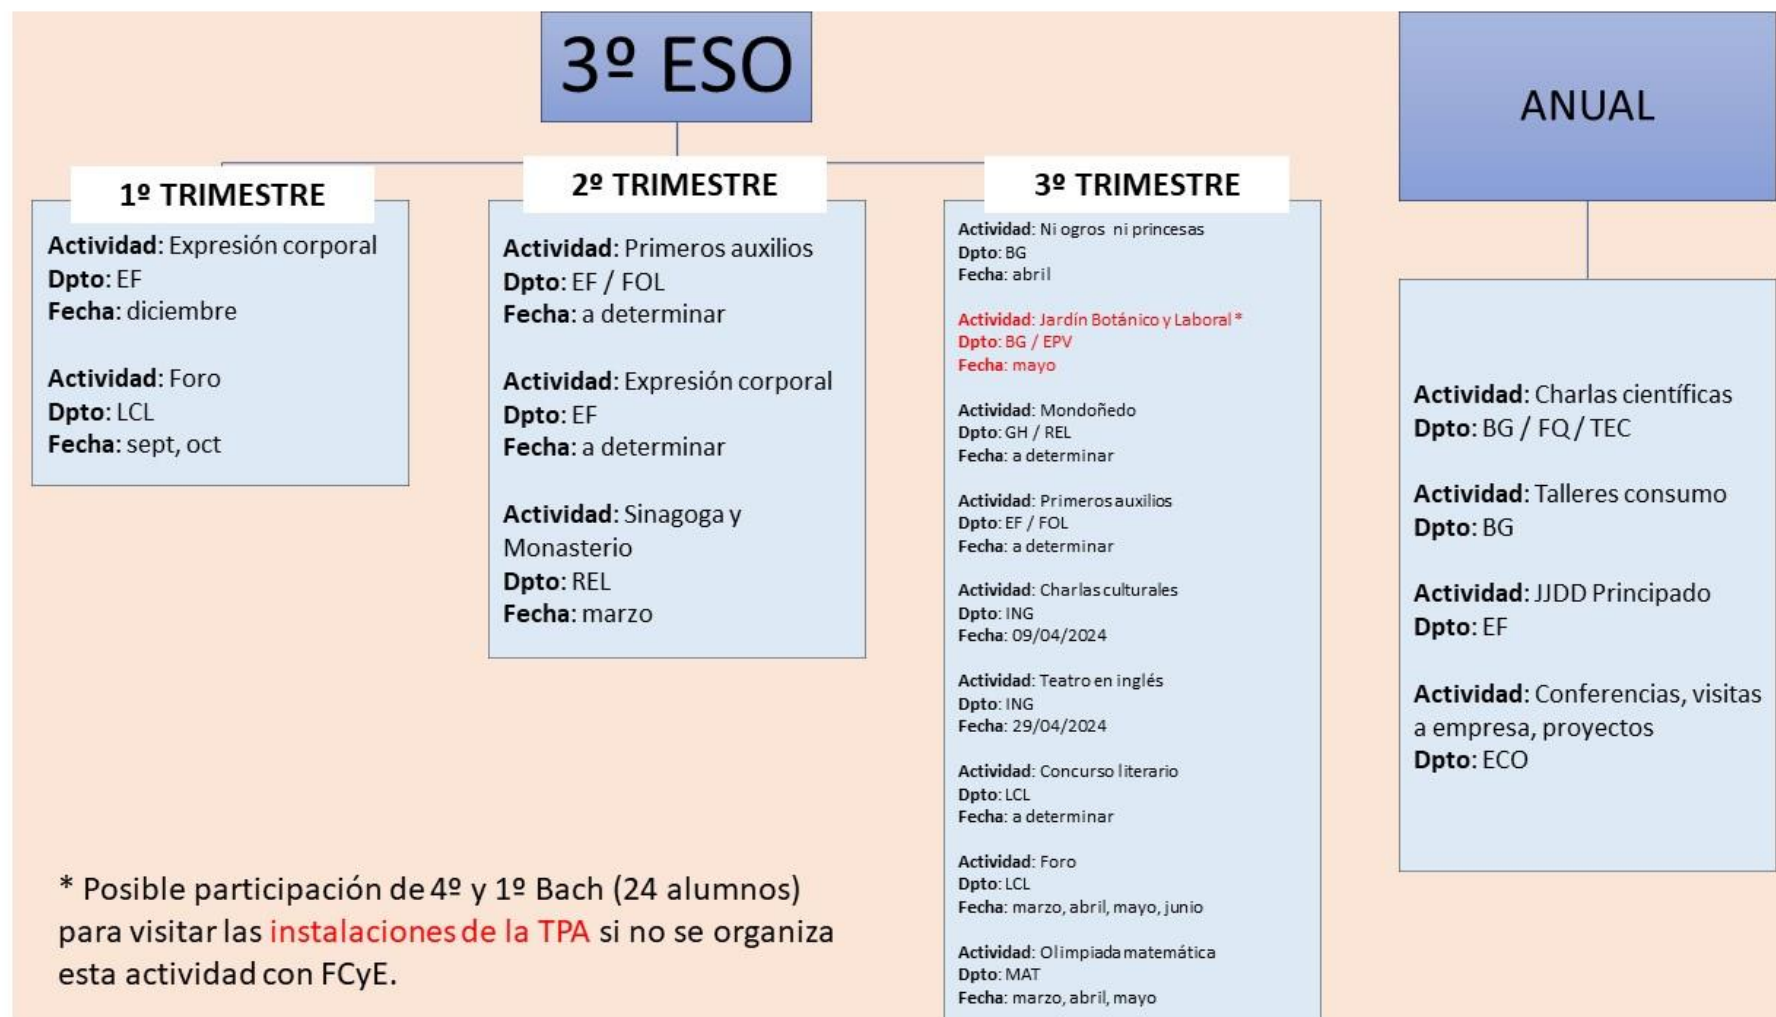 3º ESO
1º TRIMESTRE
Actividad: Expresión corporal
Dpto: EF
Fecha: diciembre
Actividad: Foro
Dpto: LCL
Fecha: sept, oct
2º TRIMESTRE
Actividad: Primeros auxilios
Dpto: EF / FOL
Fecha: a determinar
Actividad: Expresión corporal
Dpto: EF
Fecha: a determinar
Actividad: Sinagoga y
Monasterio
Dpto: REL
Fecha: marzo
3º TRIMESTRE
Actividad: Ni ogros ni princesas
Dpto: BG
Fecha: abril
Actividad: Jardín Botánico y Laboral *
Dpto: BG / EPV
Fecha: mayo
Actividad: Mondoñedo
Dpto: GH / REL
Fecha: a determinar
Actividad: Primeros auxilios
Dpto: EF / FOL
Fecha: a determinar
Actividad: Charlas culturales
Dpto: ING
Fecha: 09/04/2024
Actividad: Teatro en inglés
Dpto: ING
Fecha: 29/04/2024
Actividad: Concurso literario
Dpto: LCL
Fecha: a determinar
Actividad: Foro
Dpto: LCL
Fecha: marzo, abril, mayo, junio
Actividad: Olimpiada matemática
Dpto: MAT
Fecha: marzo, abril, mayo
ANUAL
Actividad: Charlas científicas
Dpto: BG / FQ / TEC
Actividad: Talleres consumo
Dpto: BG
Actividad: JJDD Principado
Dpto: EF
Actividad: Conferencias, visitas
a empresa, proyectos
Dpto: ECO
* Posible participación de 4º y 1º Bach (24 alumnos)
para visitar las instalaciones de la TPA si no se organiza
esta actividad con FCyE.